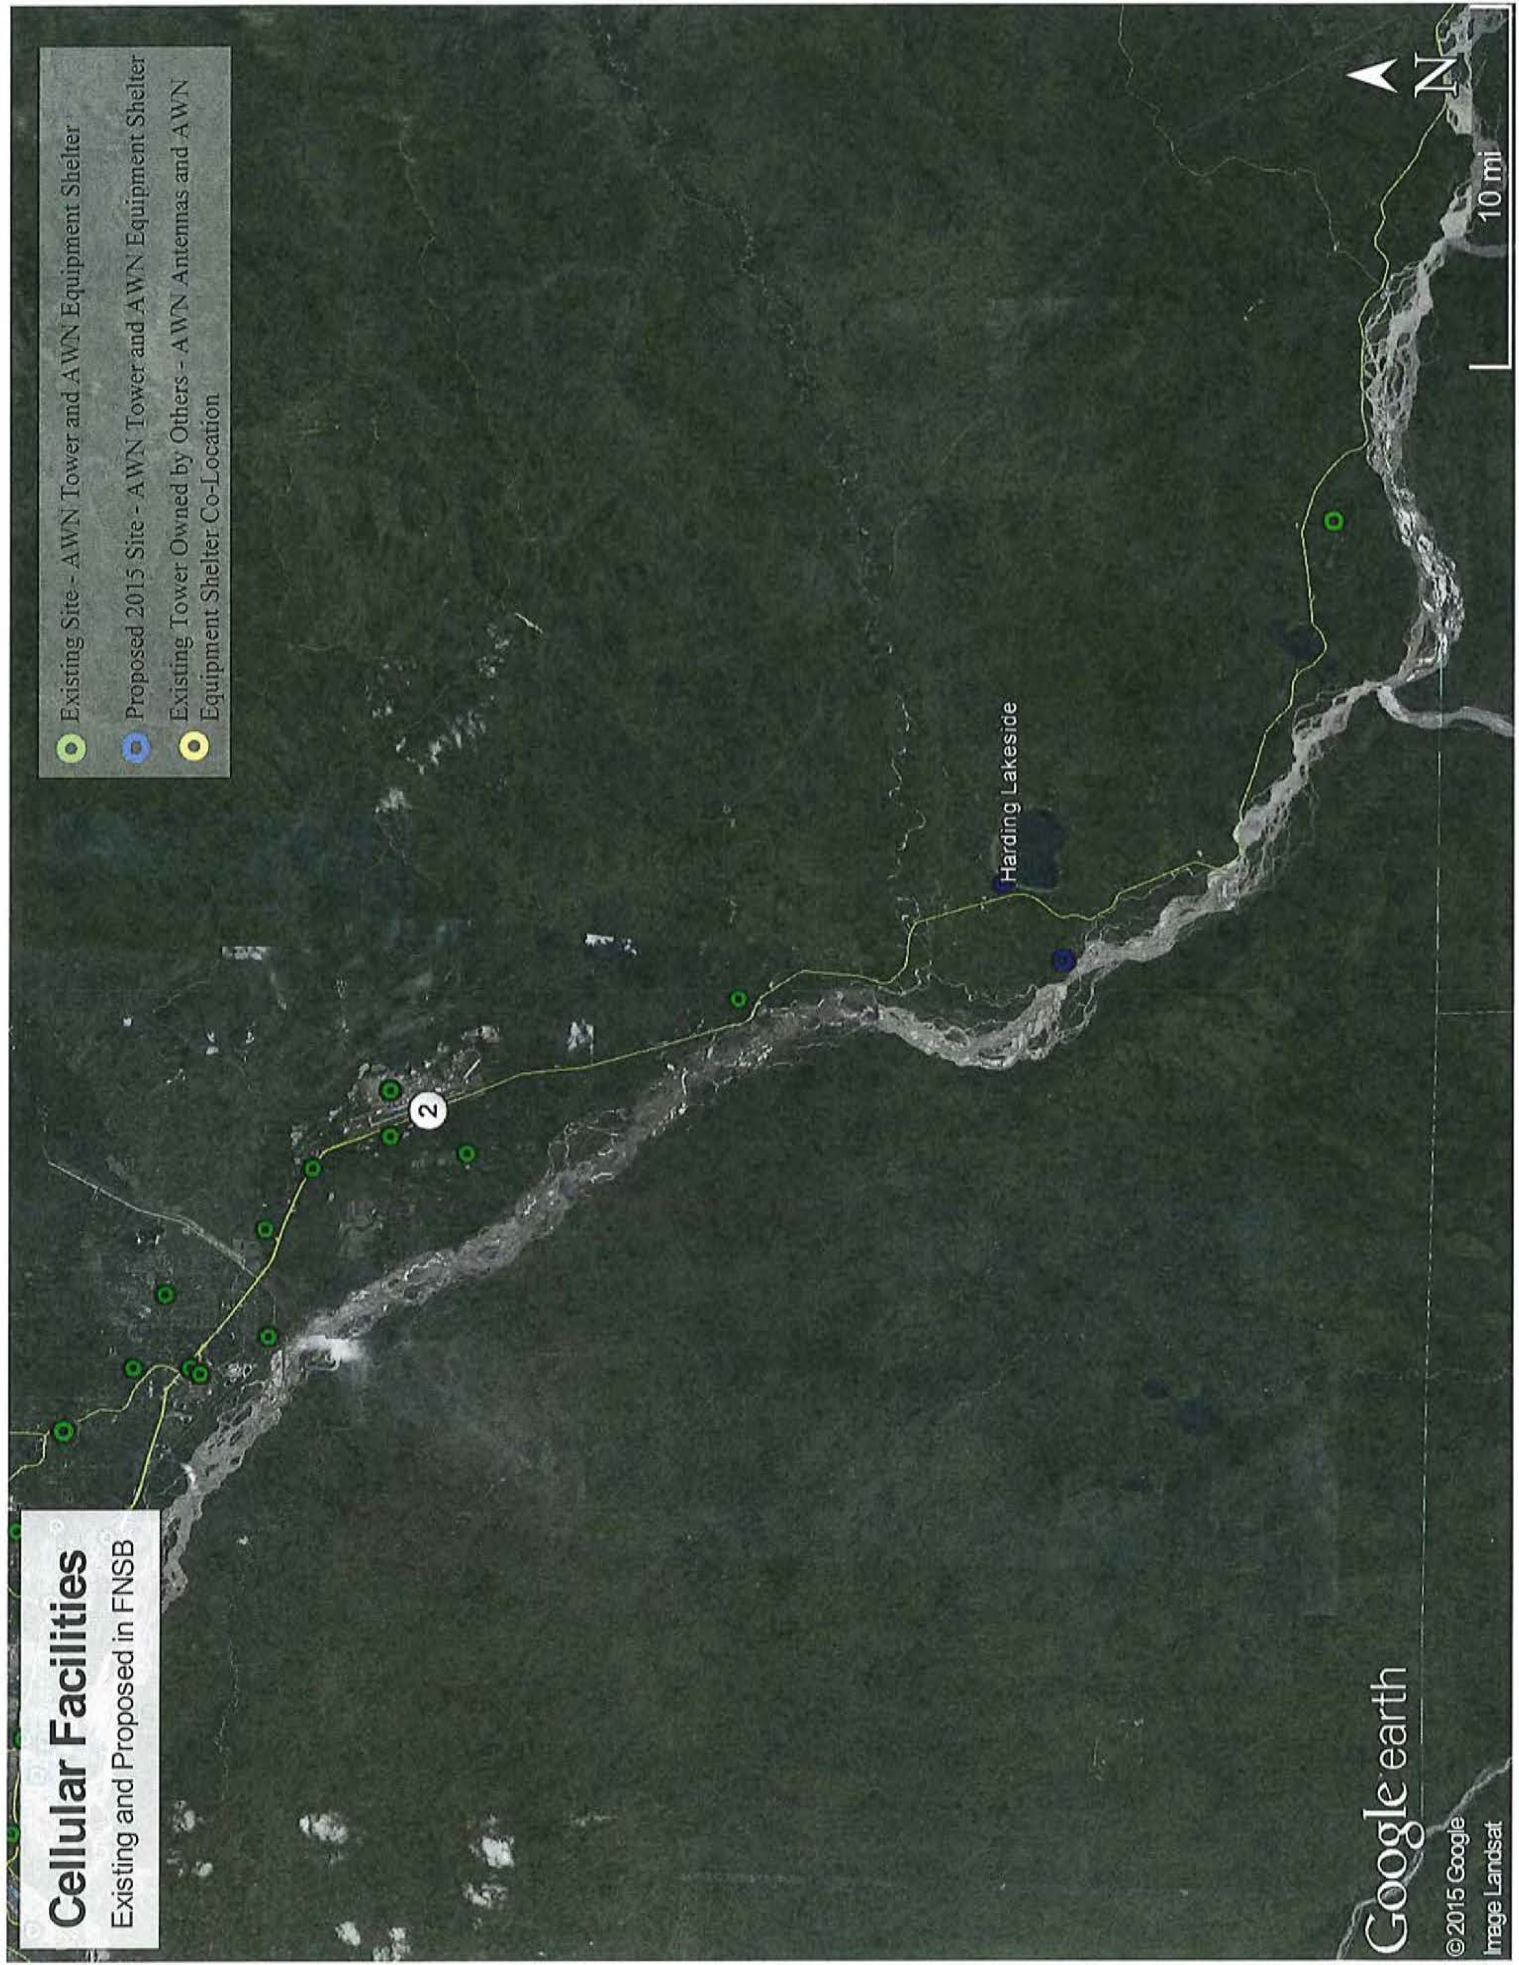 Cellular Facilities
Existing and Proposed in FNSB
Existing Site - AWN Tower and AWN Equipment Shelter
Proposed 2015 Site - AWN Tower and AWN Equipment Shelter
Existing Tower Owned by Others - AWN Antennas and AWN
Equipment Shelter Co-Location
2
Harding Lakeside
Google earth
©2015 Google
Image Landsat
N
10 mi